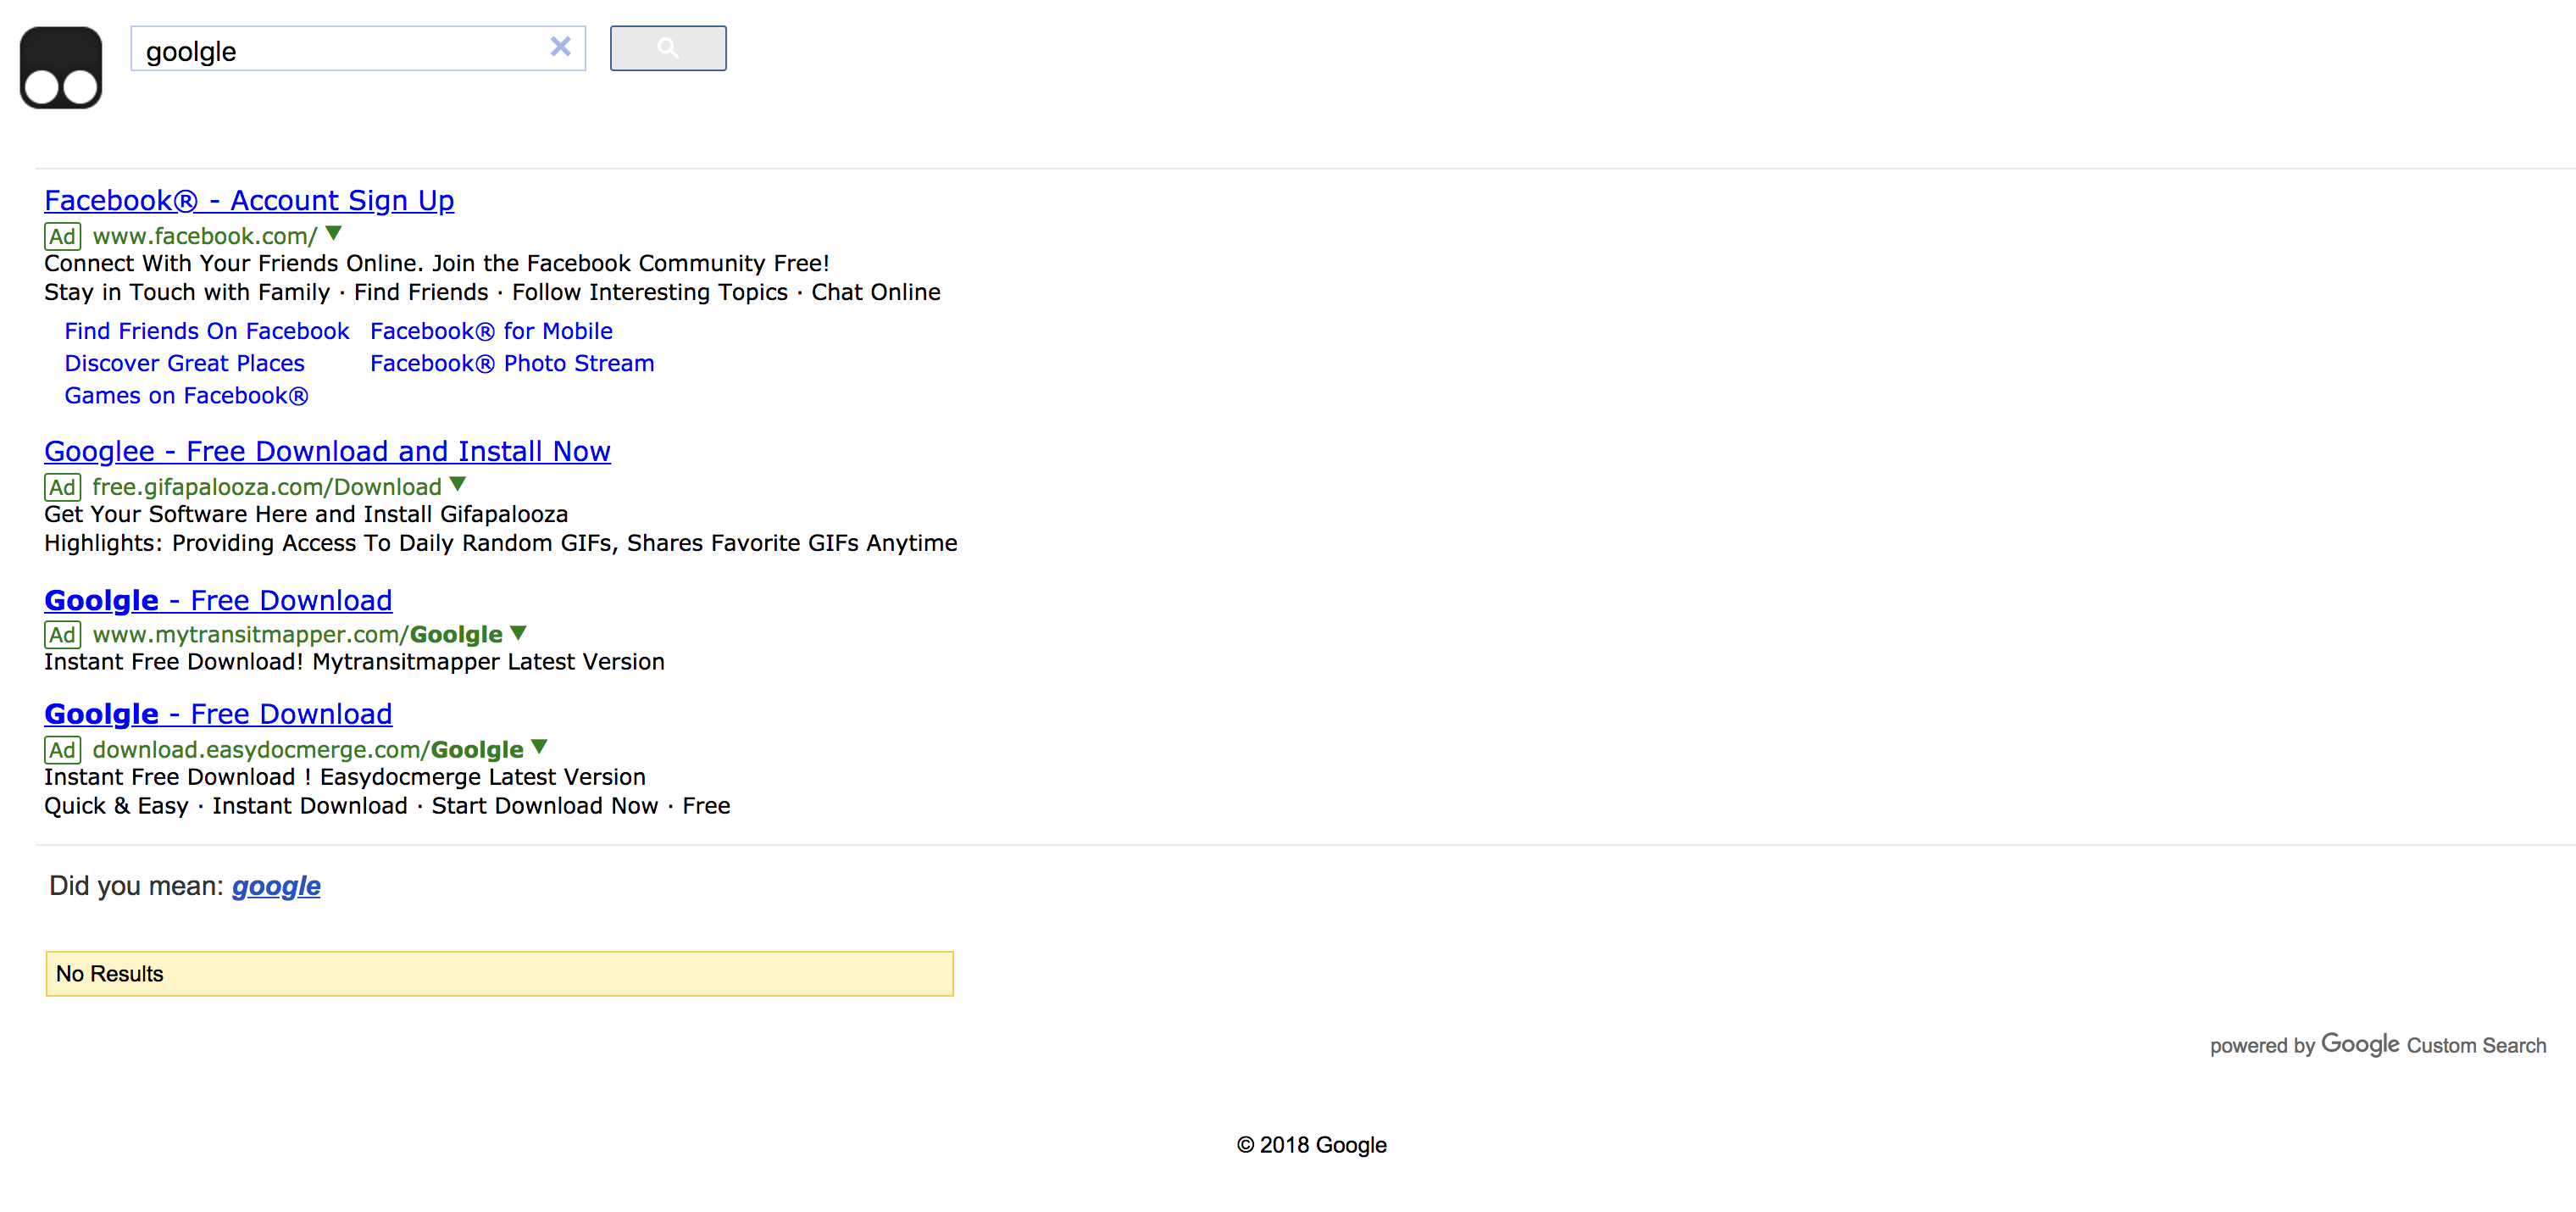 goolgle
Facebook® - Account Sign Up
Ad www.facebook.com/
Connect With Your Friends Online. Join the Facebook Community Free!
Stay in Touch with Family · Find Friends · Follow Interesting Topics · Chat Online
Find Friends On Facebook Facebook® for Mobile
Discover Great Places Facebook® Photo Stream
Games on Facebook®
Googlee - Free Download and Install Now
Ad free.gifapalooza.com/Download
Get Your Software Here and Install Gifapalooza
Highlights: Providing Access To Daily Random GIFs, Shares Favorite GIFs Anytime
Goolgle - Free Download
Ad www.mytransitmapper.com/Goolgle
Instant Free Download! Mytransitmapper Latest Version
Goolgle - Free Download
Ad download.easydocmerge.com/Goolgle
Instant Free Download ! Easydocmerge Latest Version
Quick & Easy · Instant Download · Start Download Now · Free
Did you mean: google
No Results
powered by Google Custom Search
© 2018 Google